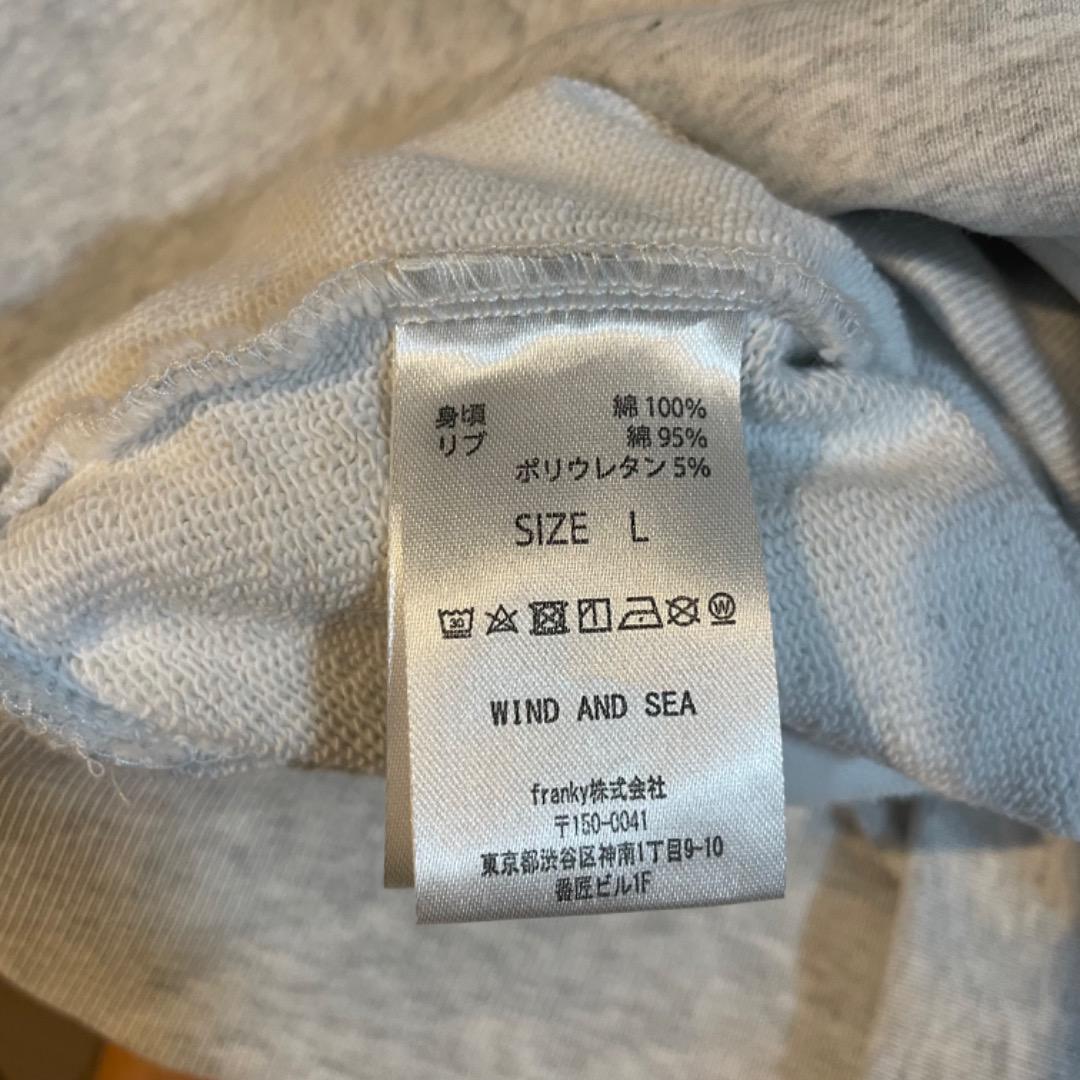 身頃 綿 100%
リブ 綿 95%
ポリウレタン 5%
SIZE L
30 W
WIND AND SEA
franky株式会社
〒150-0041
東京都渋谷区神南1丁目9-10
番匠ビル1F